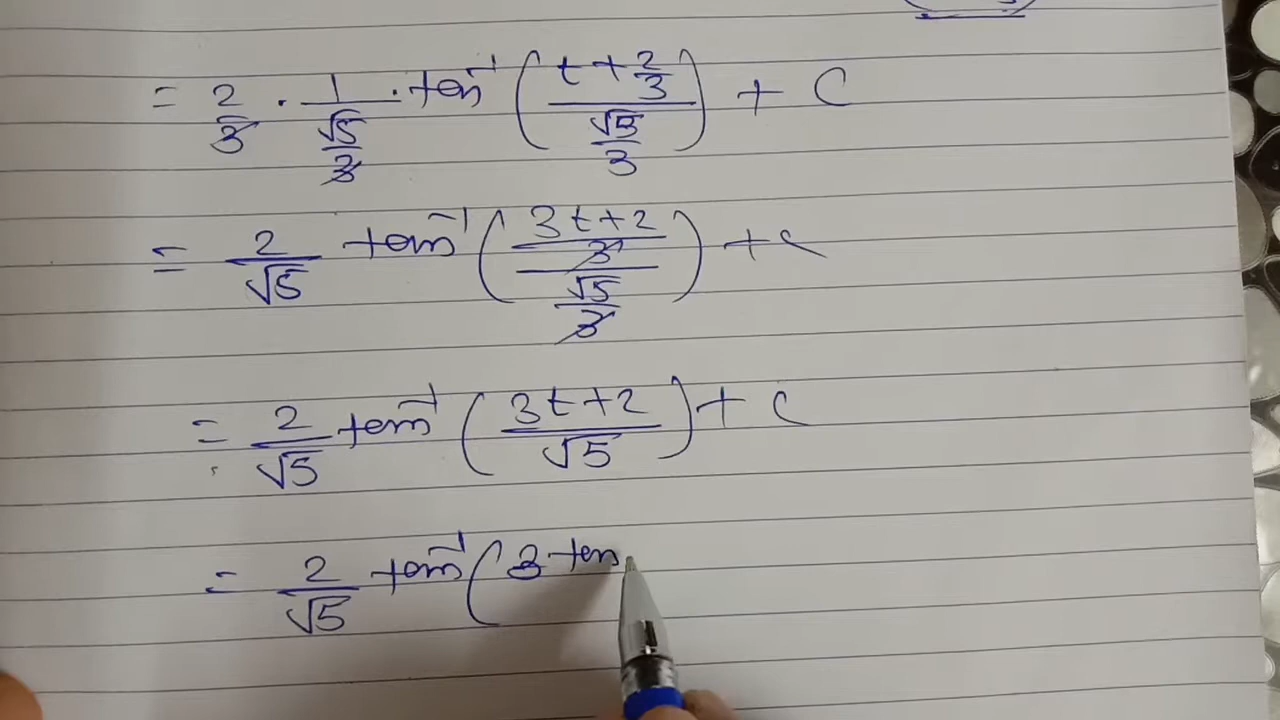 = 2/3 · 1/(√5/3) · tan⁻¹ ((t + 2/3)/(√5/3)) + C
= 2/√5 tan⁻¹ (((3t+2)/3)/(√5/3)) + c
= 2/√5 tan⁻¹ ((3t+2)/√5) + c
= 2/√5 tan⁻¹ (3 tan